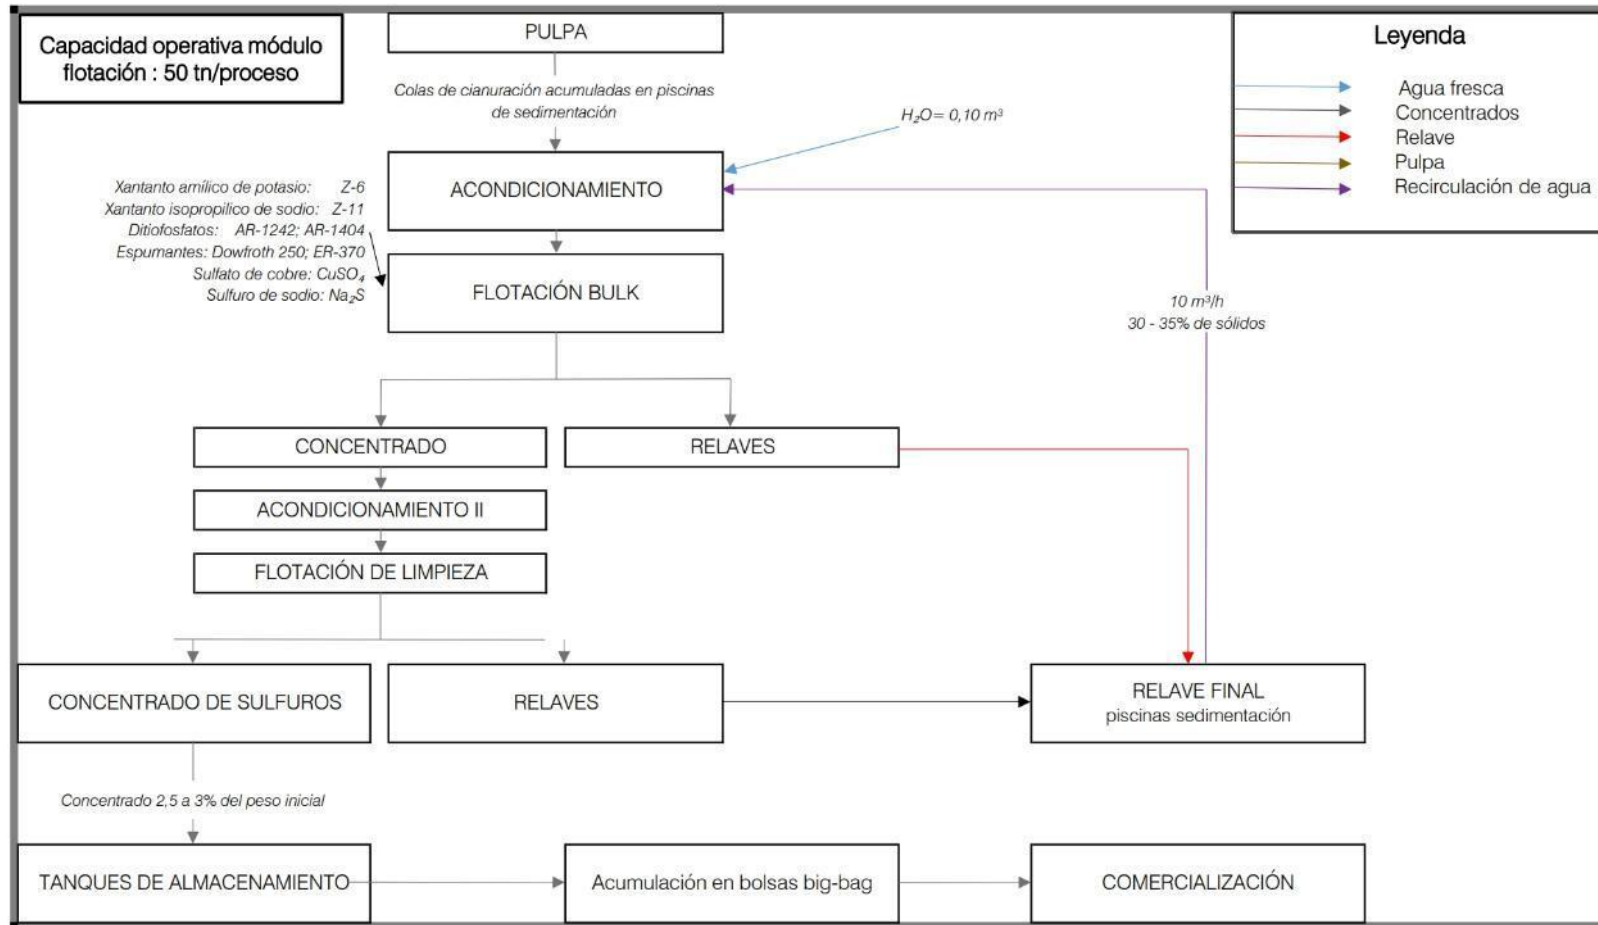 Capacidad operativa módulo
flotación : 50 tn/proceso
PULPA
Leyenda
Agua fresca
Concentrados
Relave
Pulpa
Recirculación de agua
Colas de cianuración acumuladas en piscinas
de sedimentación
H₂O= 0,10 m³
ACONDICIONAMIENTO
Xantanto amílico de potasio: Z-6
Xantanto isopropilico de sodio: Z-11
Ditiofosfatos: AR-1242; AR-1404
Espumantes: Dowfroth 250; ER-370
Sulfato de cobre: CuSO₄
Sulfuro de sodio: Na₂S
FLOTACIÓN BULK
10 m³/h
30 - 35% de sólidos
CONCENTRADO
RELAVES
ACONDICIONAMIENTO II
FLOTACIÓN DE LIMPIEZA
CONCENTRADO DE SULFUROS
RELAVES
RELAVE FINAL
piscinas sedimentación
Concentrado 2,5 a 3% del peso inicial
TANQUES DE ALMACENAMIENTO
Acumulación en bolsas big-bag
COMERCIALIZACIÓN